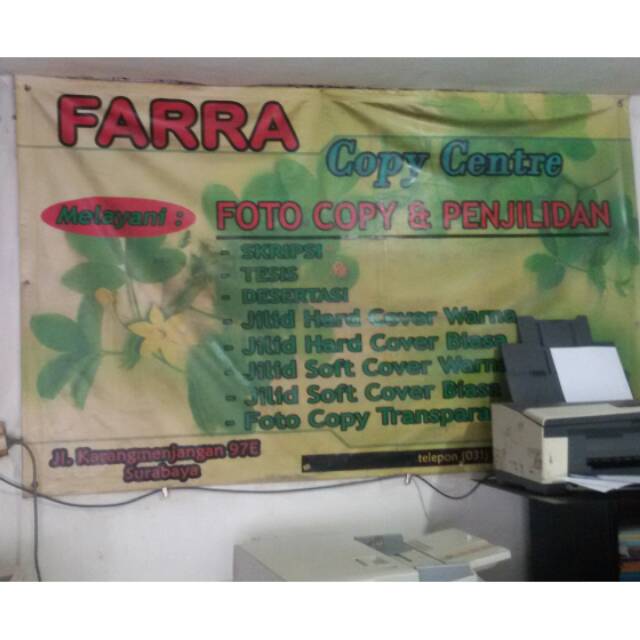 FARRA
Copy Centre
Melayani : FOTO COPY & PENJILIDAN
- SKRIPSI
- TESIS
- DESERTASI
- Jilid Hard Cover Warna
- Jilid Hard Cover Biasa
- Jilid Soft Cover Warna
- Jilid Soft Cover Biasa
- Foto Copy Transpara
Jl. Karangmenjangan 97E
Surabaya
telepon (031)